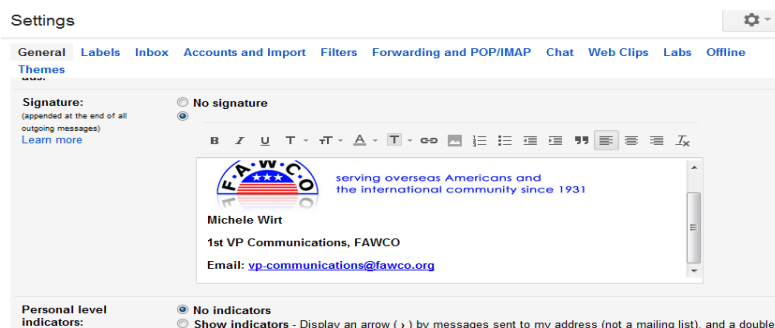 Settings
General Labels Inbox Accounts and Import Filters Forwarding and POP/IMAP Chat Web Clips Labs Offline
Themes
ads.
Signature:
(appended at the end of all
outgoing messages)
Learn more
No signature
B I U T T A T
FAWCO
serving overseas Americans and
the international community since 1931
Michele Wirt
1st VP Communications, FAWCO
Email: vp-communications@fawco.org
Personal level
indicators:
No indicators
Show indicators - Display an arrow ( › ) by messages sent to my address (not a mailing list), and a double